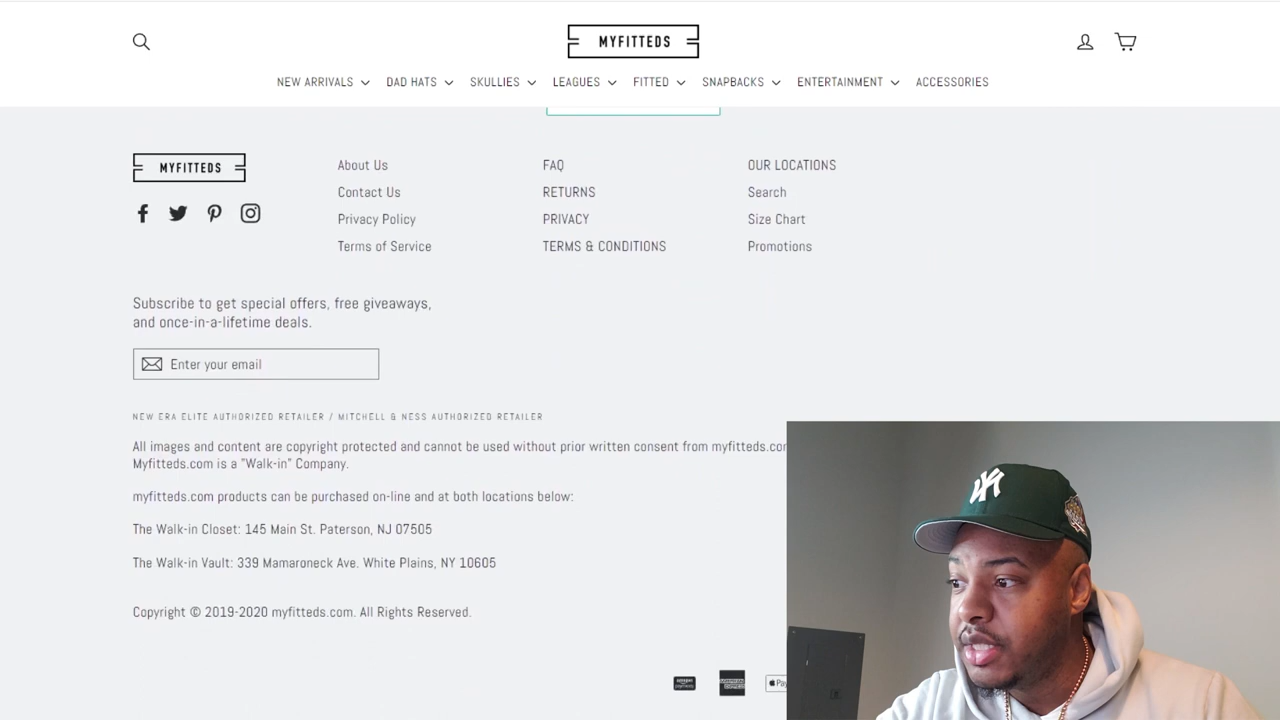 MYFITTEDS
NEW ARRIVALS DAD HATS SKULLIES LEAGUES FITTED SNAPBACKS ENTERTAINMENT ACCESSORIES
MYFITTEDS
About Us
Contact Us
Privacy Policy
Terms of Service
FAQ
RETURNS
PRIVACY
TERMS & CONDITIONS
OUR LOCATIONS
Search
Size Chart
Promotions
Subscribe to get special offers, free giveaways,
and once-in-a-lifetime deals.
Enter your email
NEW ERA ELITE AUTHORIZED RETAILER / MITCHELL & NESS AUTHORIZED RETAILER
All images and content are copyright protected and cannot be used without prior written consent from
Myfitteds.com is a "Walk-in" Company.
myfitteds.com products can be purchased on-line and at both locations below:
The Walk-in Closet: 145 Main St. Paterson, NJ 07505
The Walk-in Vault: 339 Mamaroneck Ave. White Plains, NY 10605
Copyright © 2019-2020 myfitteds.com. All Rights Reserved.
NY